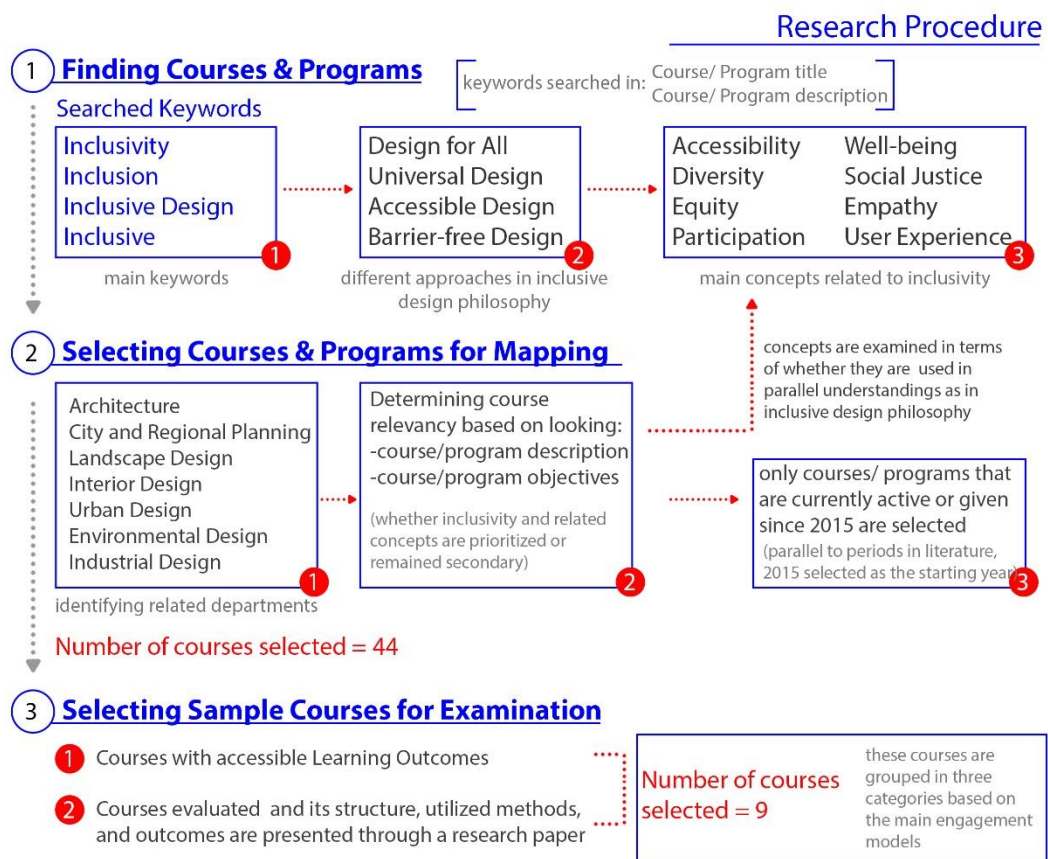 Research Procedure
1 Finding Courses & Programs
keywords searched in: Course/ Program title
Course/ Program description
Searched Keywords
Inclusivity
Inclusion
Inclusive Design
Inclusive
1
main keywords
Design for All
Universal Design
Accessible Design
Barrier-free Design
2
different approaches in inclusive
design philosophy
Accessibility
Diversity
Equity
Participation
Well-being
Social Justice
Empathy
User Experience
3
main concepts related to inclusivity
2 Selecting Courses & Programs for Mapping
concepts are examined in terms
of whether they are used in
parallel understandings as in
inclusive design philosophy
Architecture
City and Regional Planning
Landscape Design
Interior Design
Urban Design
Environmental Design
Industrial Design
1
identifying related departments
Determining course
relevancy based on looking:
-course/program description
-course/program objectives
(whether inclusivity and related
concepts are prioritized or
remained secondary)
2
only courses/ programs that
are currently active or given
since 2015 are selected
(parallel to periods in literature,
2015 selected as the starting year)
3
Number of courses selected = 44
3 Selecting Sample Courses for Examination
1 Courses with accessible Learning Outcomes
2 Courses evaluated and its structure, utilized methods,
and outcomes are presented through a research paper
Number of courses
selected = 9
these courses are
grouped in three
categories based on
the main engagement
models